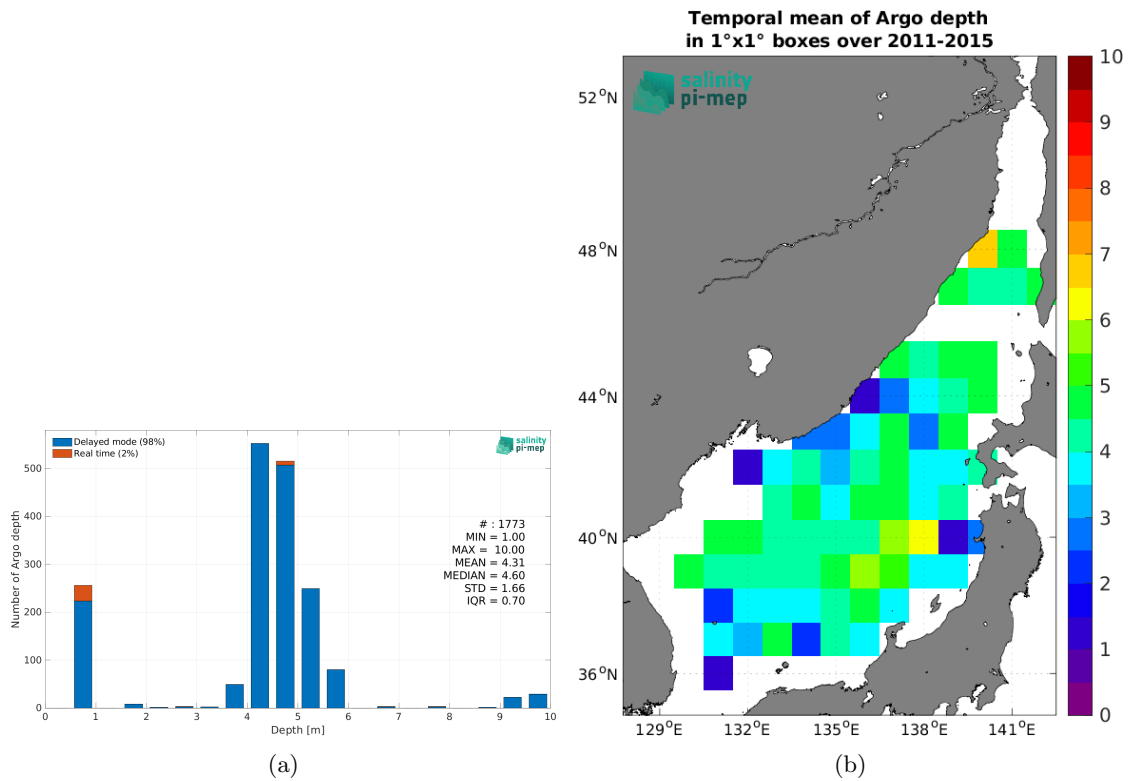 Temporal mean of Argo depth
in 1°x1° boxes over 2011-2015
salinity
pi-mep
52°N
48°N
44°N
40°N
36°N
129°E
132°E
135°E
138°E
141°E
10
9
8
7
6
5
4
3
2
1
0
(b)
Delayed mode (98%)
Real time (2%)
salinity
pi-mep
# : 1773
MIN = 1.00
MAX = 10.00
MEAN = 4.31
MEDIAN = 4.60
STD = 1.66
IQR = 0.70
Number of Argo depth
500
400
300
200
100
0
0
1
2
3
4
5
6
7
8
9
10
Depth [m]
(a)